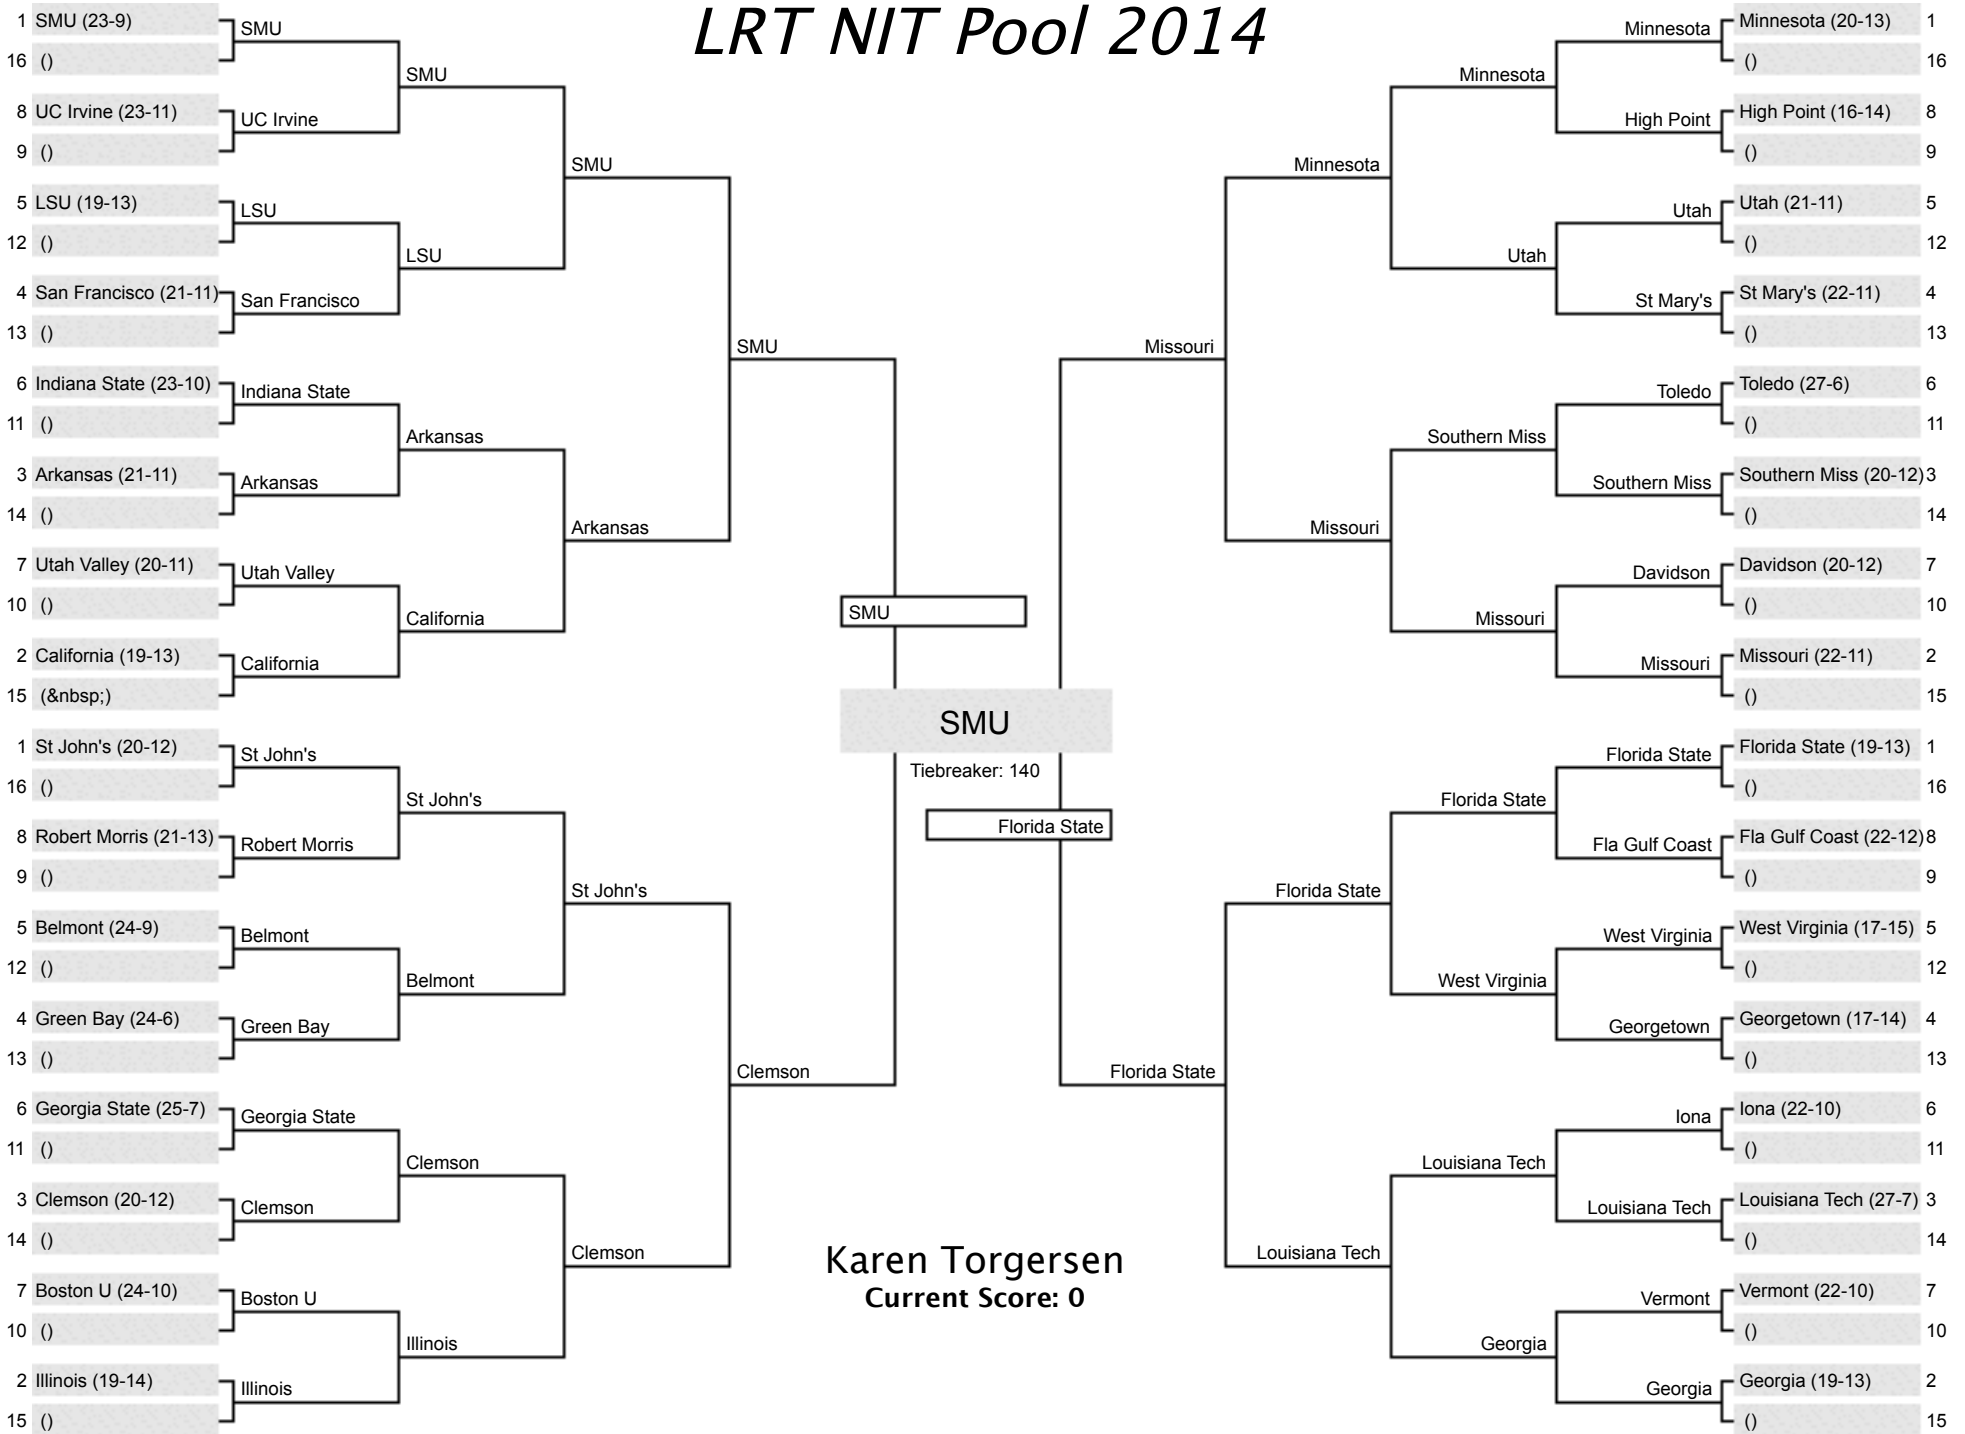 LRT NIT Pool 2014
1 SMU (23-9)
16 ()
8 UC Irvine (23-11)
9 ()
5 LSU (19-13)
12 ()
4 San Francisco (21-11)
13 ()
6 Indiana State (23-10)
11 ()
3 Arkansas (21-11)
14 ()
7 Utah Valley (20-11)
10 ()
2 California (19-13)
15 (&nbsp;)
1 St John's (20-12)
16 ()
8 Robert Morris (21-13)
9 ()
5 Belmont (24-9)
12 ()
4 Green Bay (24-6)
13 ()
6 Georgia State (25-7)
11 ()
3 Clemson (20-12)
14 ()
7 Boston U (24-10)
10 ()
2 Illinois (19-14)
15 ()
SMU
UC Irvine
LSU
San Francisco
Indiana State
Arkansas
Utah Valley
California
St John's
Robert Morris
Belmont
Green Bay
Georgia State
Clemson
Boston U
Illinois
SMU
LSU
Arkansas
California
St John's
Belmont
Clemson
Illinois
SMU
Arkansas
St John's
Clemson
SMU
Clemson
SMU
SMU
Tiebreaker: 140
Florida State
Karen Torgersen
Current Score: 0
Missouri
Florida State
Minnesota
Missouri
Florida State
Louisiana Tech
Minnesota
Utah
Southern Miss
Missouri
Florida State
West Virginia
Louisiana Tech
Georgia
Minnesota
High Point
Utah
St Mary's
Toledo
Southern Miss
Davidson
Missouri
Florida State
Fla Gulf Coast
West Virginia
Georgetown
Iona
Louisiana Tech
Vermont
Georgia
Minnesota (20-13) 1
() 16
High Point (16-14) 8
() 9
Utah (21-11) 5
() 12
St Mary's (22-11) 4
() 13
Toledo (27-6) 6
() 11
Southern Miss (20-12) 3
() 14
Davidson (20-12) 7
() 10
Missouri (22-11) 2
() 15
Florida State (19-13) 1
() 16
Fla Gulf Coast (22-12) 8
() 9
West Virginia (17-15) 5
() 12
Georgetown (17-14) 4
() 13
Iona (22-10) 6
() 11
Louisiana Tech (27-7) 3
() 14
Vermont (22-10) 7
() 10
Georgia (19-13) 2
() 15